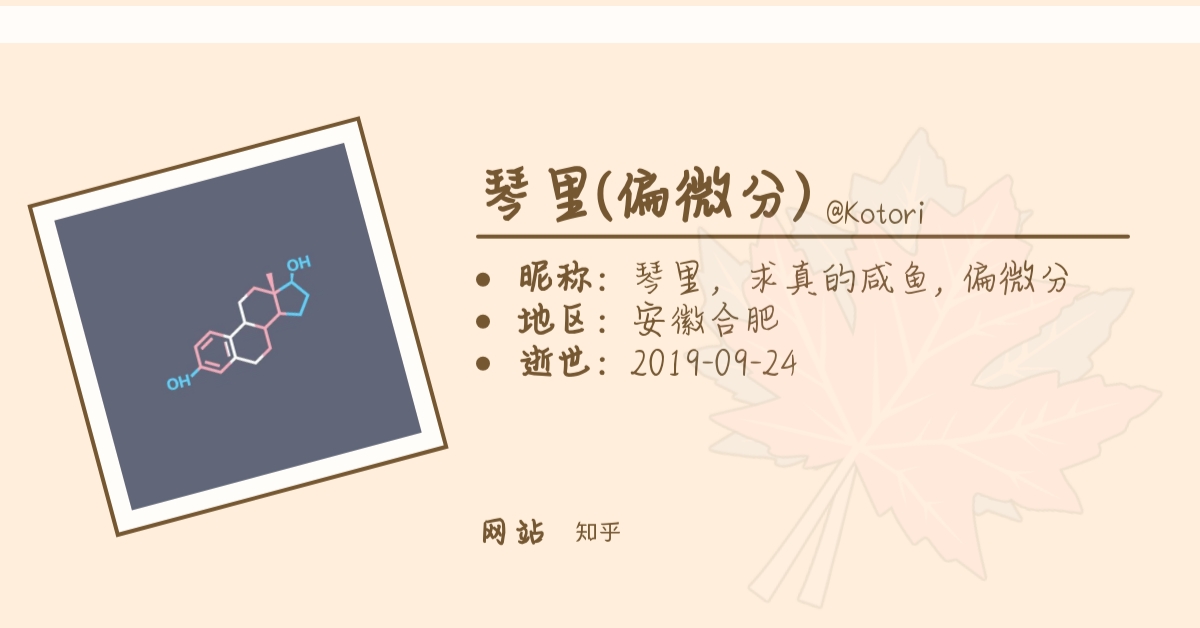 琴里(偏微分) @Kotori
昵称：琴里，求真的咸鱼，偏微分
地区：安徽合肥
逝世：2019-09-24
OH
OH
网站 知乎